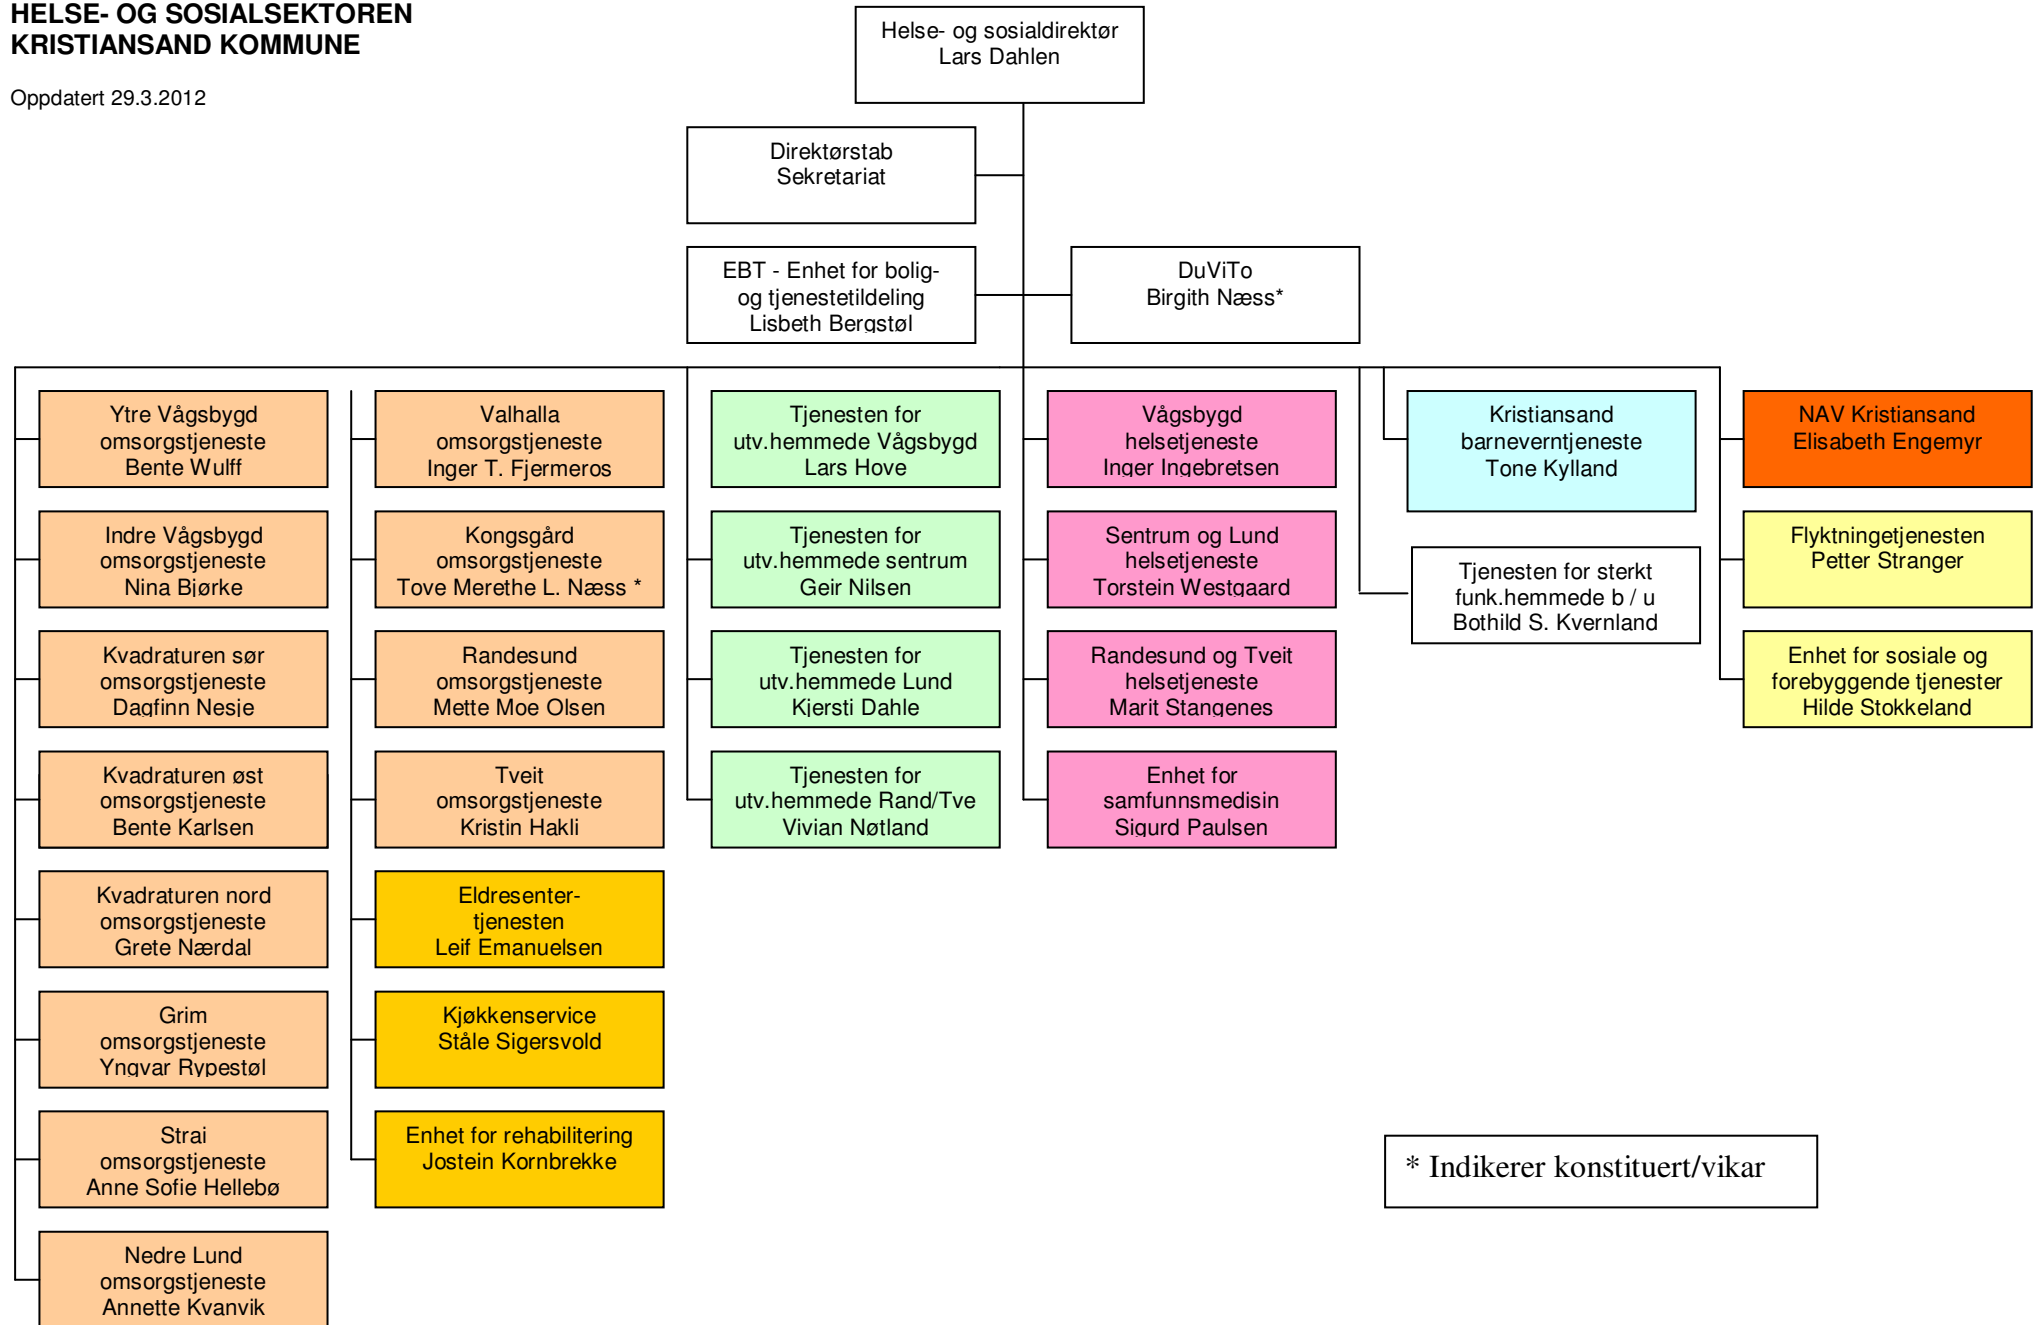 HELSE- OG SOSIALSEKTOREN
KRISTIANSAND KOMMUNE
Oppdatert 29.3.2012
Helse- og sosialdirektør
Lars Dahlen
Direktørstab
Sekretariat
EBT - Enhet for bolig-
og tjenestetildeling
Lisbeth Bergstøl
DuViTo
Birgith Næss*
Ytre Vågsbygd
omsorgstjeneste
Bente Wulff
Indre Vågsbygd
omsorgstjeneste
Nina Bjørke
Kvadraturen sør
omsorgstjeneste
Dagfinn Nesje
Kvadraturen øst
omsorgstjeneste
Bente Karlsen
Kvadraturen nord
omsorgstjeneste
Grete Nærdal
Grim
omsorgstjeneste
Yngvar Rypestøl
Strai
omsorgstjeneste
Anne Sofie Hellebø
Nedre Lund
omsorgstjeneste
Annette Kvanvik
Valhalla
omsorgstjeneste
Inger T. Fjermeros
Kongsgård
omsorgstjeneste
Tove Merethe L. Næss *
Randesund
omsorgstjeneste
Mette Moe Olsen
Tveit
omsorgstjeneste
Kristin Hakli
Eldresenter-
tjenesten
Leif Emanuelsen
Kjøkkenservice
Ståle Sigersvold
Enhet for rehabilitering
Jostein Kornbrekke
Tjenesten for
utv.hemmede Vågsbygd
Lars Hove
Tjenesten for
utv.hemmede sentrum
Geir Nilsen
Tjenesten for
utv.hemmede Lund
Kjersti Dahle
Tjenesten for
utv.hemmede Rand/Tve
Vivian Nøtland
Vågsbygd
helsetjeneste
Inger Ingebretsen
Sentrum og Lund
helsetjeneste
Torstein Westgaard
Randesund og Tveit
helsetjeneste
Marit Stangenes
Enhet for
samfunnsmedisin
Sigurd Paulsen
Kristiansand
barneverntjeneste
Tone Kylland
Tjenesten for sterkt
funk.hemmede b / u
Bothild S. Kvernland
NAV Kristiansand
Elisabeth Engemyr
Flyktningetjenesten
Petter Stranger
Enhet for sosiale og
forebyggende tjenester
Hilde Stokkeland
* Indikerer konstituert/vikar